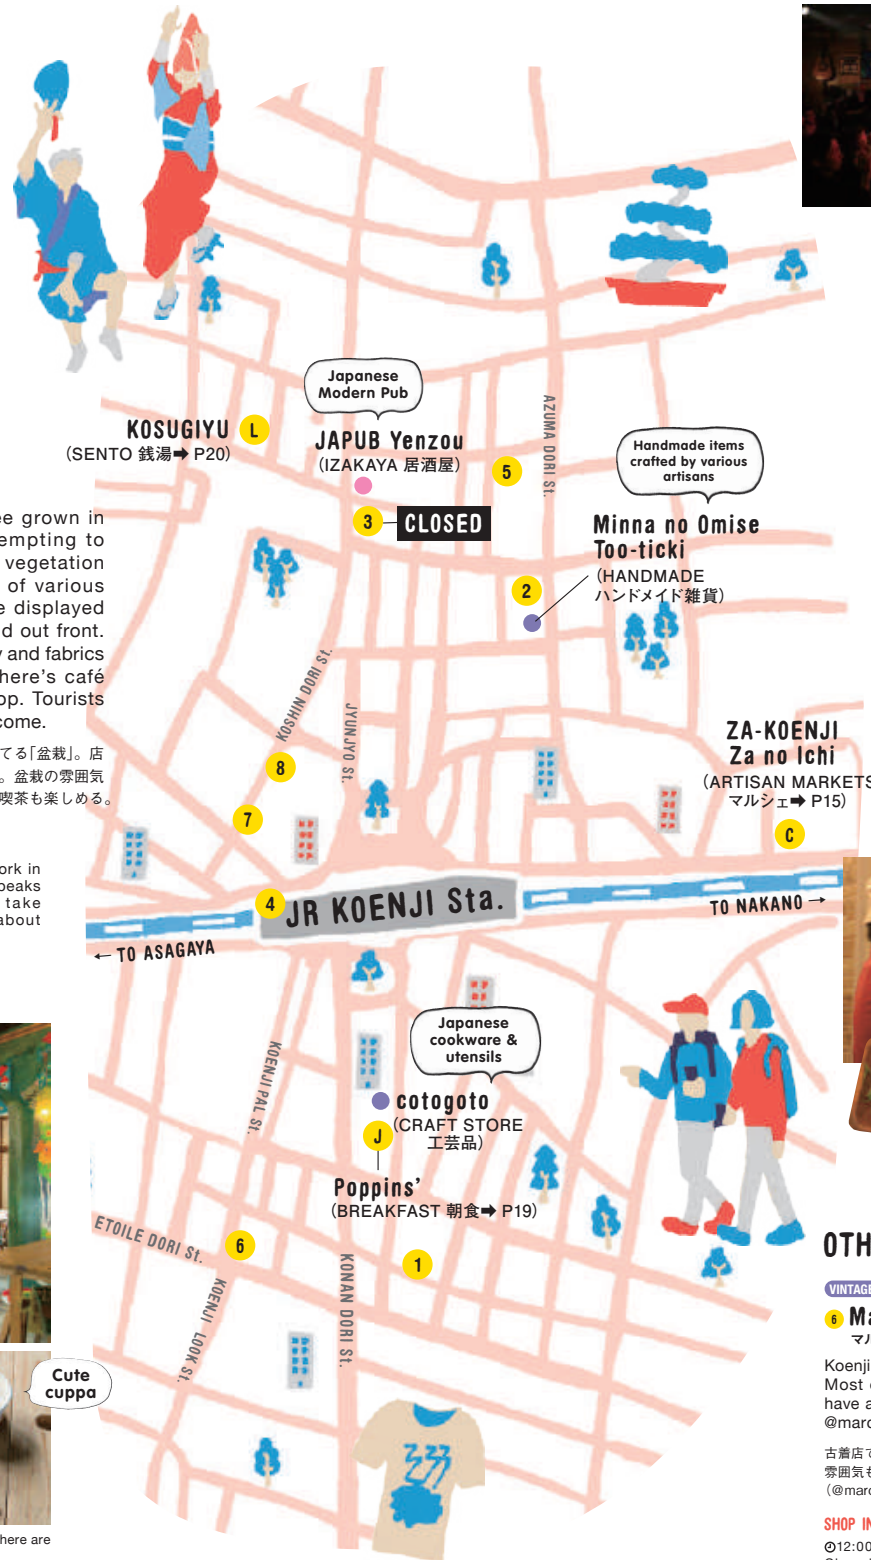 Japanese
Modern Pub
KOSUGIYU
L
(SENTO 銭湯➡ P20)
JAPUB Yenzou
(IZAKAYA 居酒屋)
5
AZUMA DORI St.
Handmade items
crafted by various
artisans
3
CLOSED
Minna no Omise
Too-ticki
(HANDMADE
ハンドメイド雑貨)
2
ee grown in
empting to
vegetation
of various
e displayed
d out front.
y and fabrics
here's café
op. Tourists
come.
てる「盆栽」。店
。盆栽の雰囲気
喫茶も楽しめる。
KOSHIN DORI St.
JYUNJYO St.
8
7
ZA-KOENJI
Za no Ichi
(ARTISAN MARKETS
マルシェ➡ P15)
C
ork in
peaks
take
about
4
JR KOENJI Sta.
← TO ASAGAYA
TO NAKANO →
Japanese
cookware &
utensils
KOENJI PAL St.
cotogoto
(CRAFT STORE
工芸品)
J
Poppins'
(BREAKFAST 朝食➡ P19)
ETOILE DORI St.
6
1
KOENJI LOOK St.
KONAN DORI St.
Cute
cuppa
here are
OTH
VINTAGE
6 Ma
マル
Koenji
Most
have a
@marc
古着店て
雰囲気も
(@marc
SHOP IN
12:00